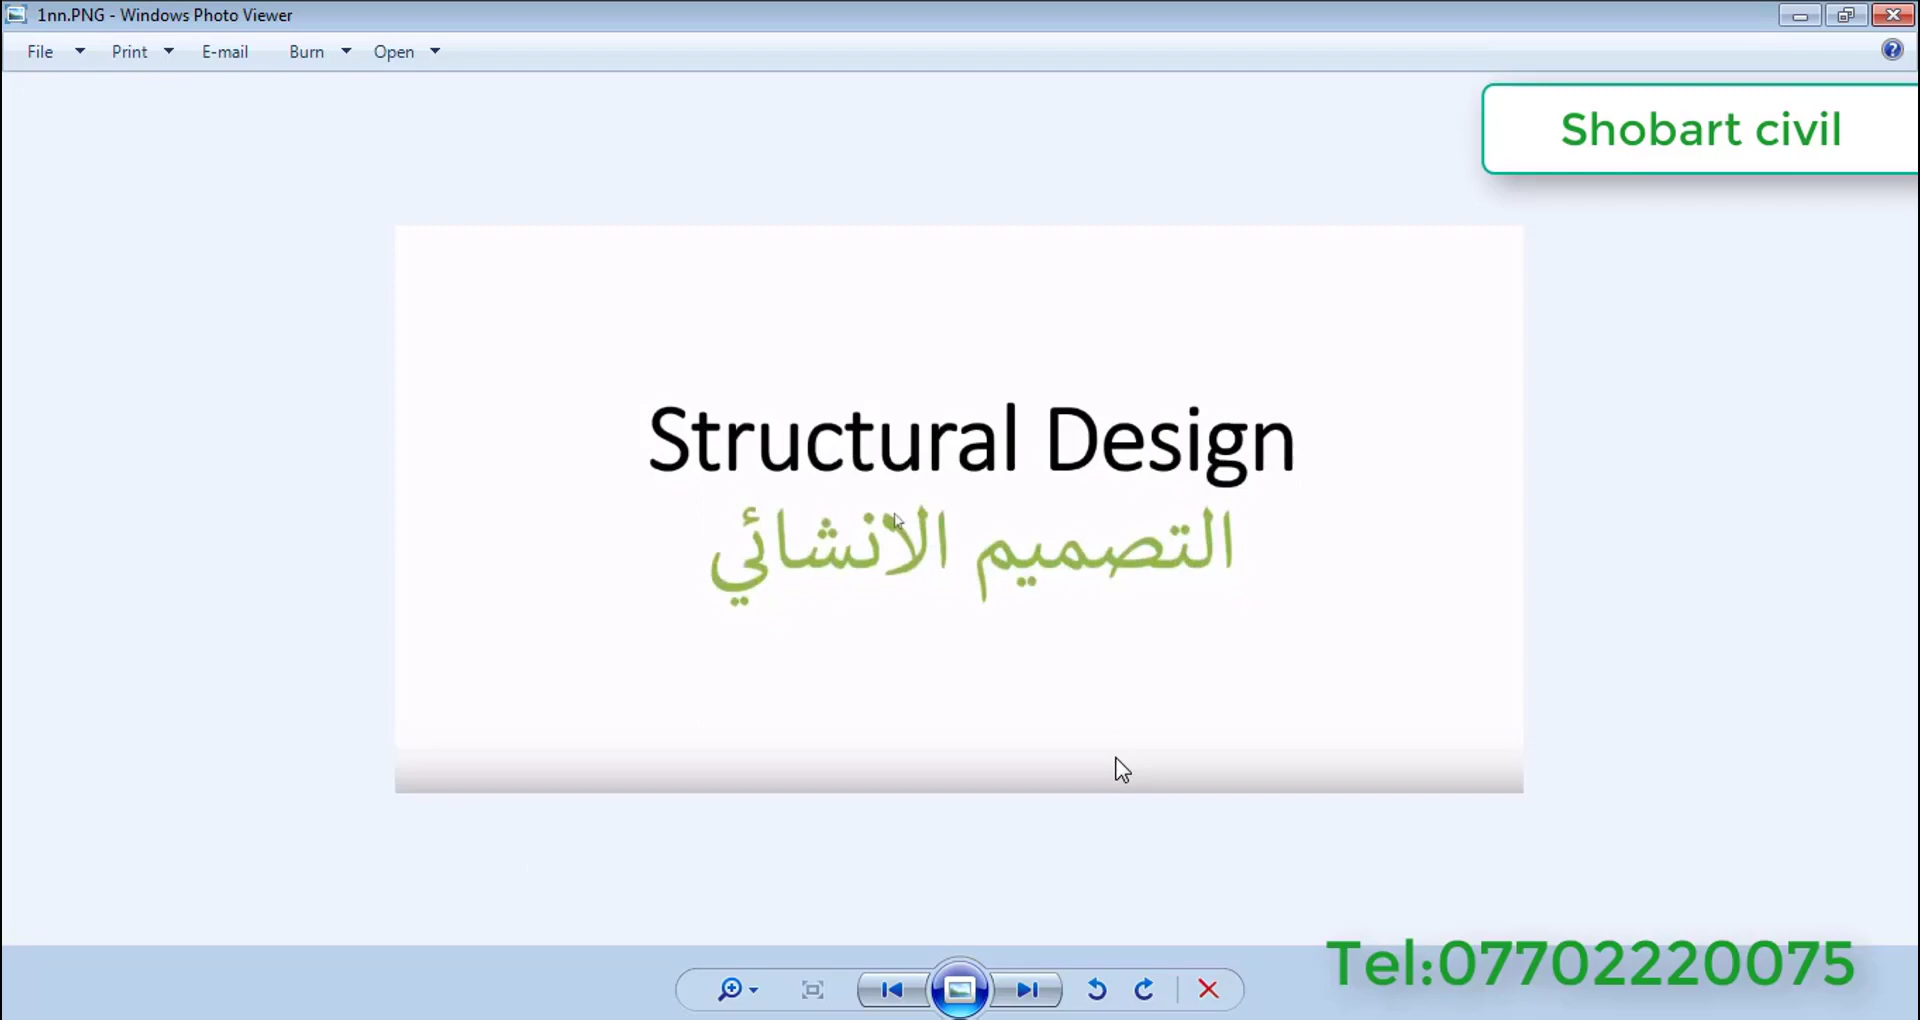 1nn.PNG - Windows Photo Viewer
File Print E-mail Burn Open
Shobart civil
Structural Design
التصميم الانشائي
Tel:07702220075